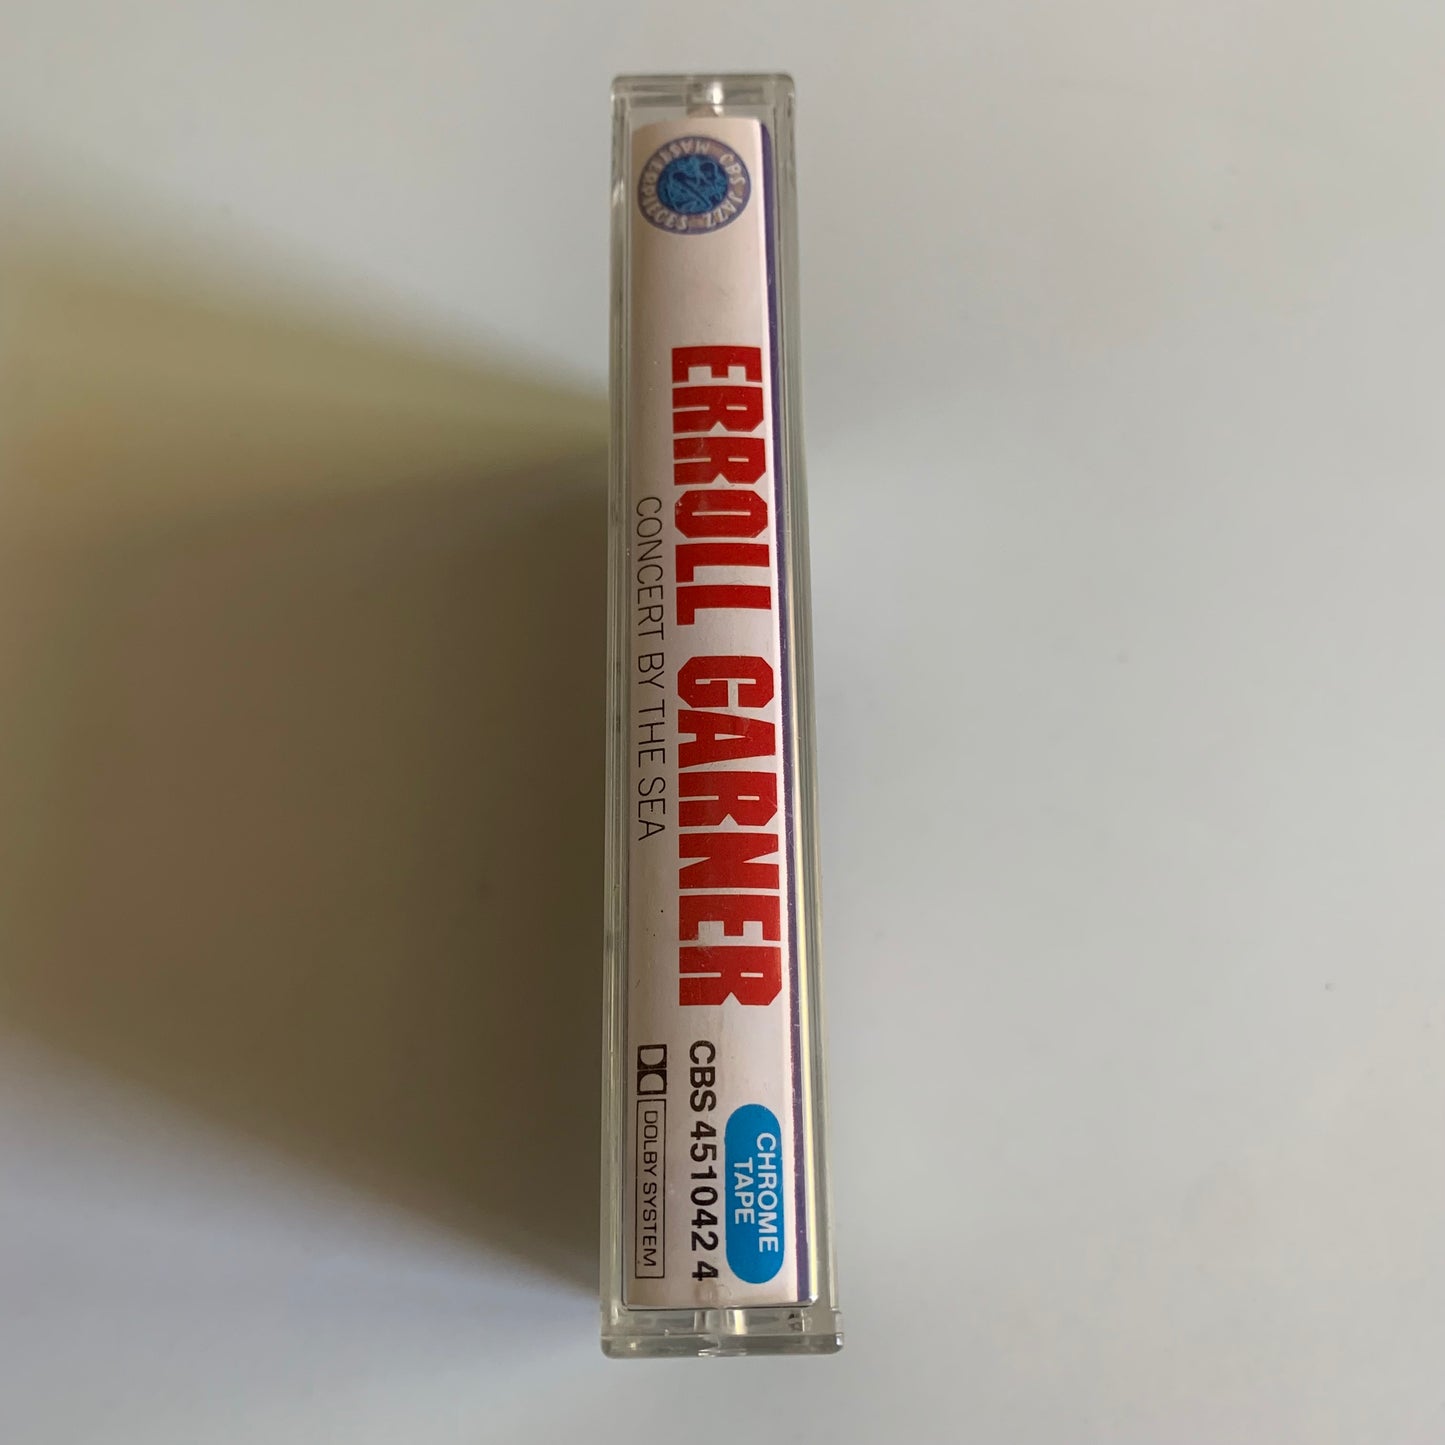 CBS JAZZ MASTERPIECES
ERROLL GARNER
CONCERT BY THE SEA
CHROME
TAPE
CBS 451042 4
DOLBY SYSTEM